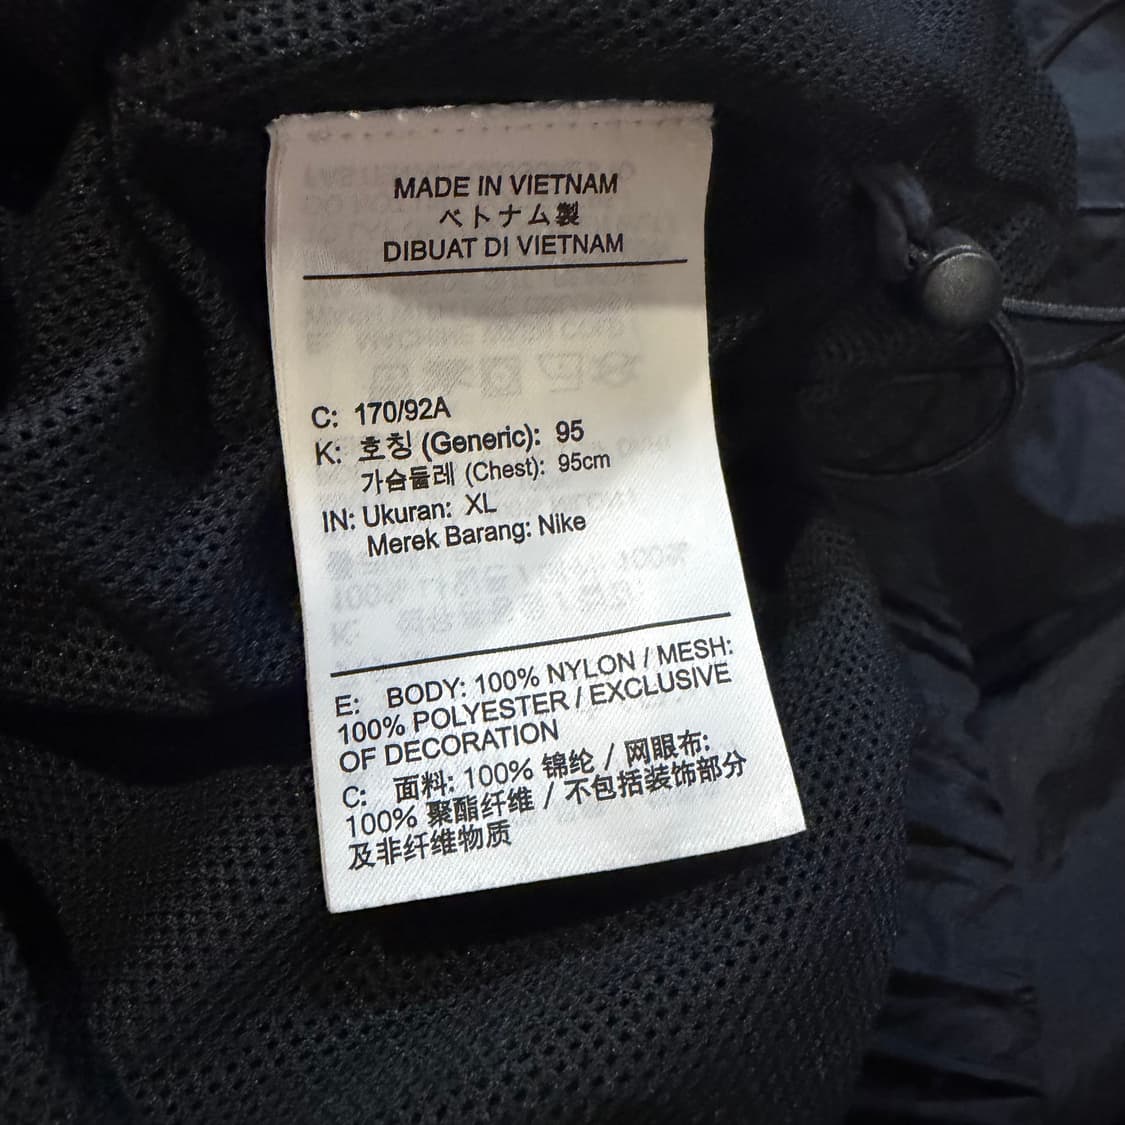 MADE IN VIETNAM
ベトナム製
DIBUAT DI VIETNAM
C: 170/92A
K: 호칭 (Generic): 95
가슴둘레 (Chest): 95cm
IN: Ukuran: XL
Merek Barang: Nike
E: BODY: 100% NYLON / MESH:
100% POLYESTER / EXCLUSIVE
OF DECORATION
C: 面料: 100% 锦纶 / 网眼布:
100% 聚酯纤维 / 不包括装饰部分
及非纤维物质